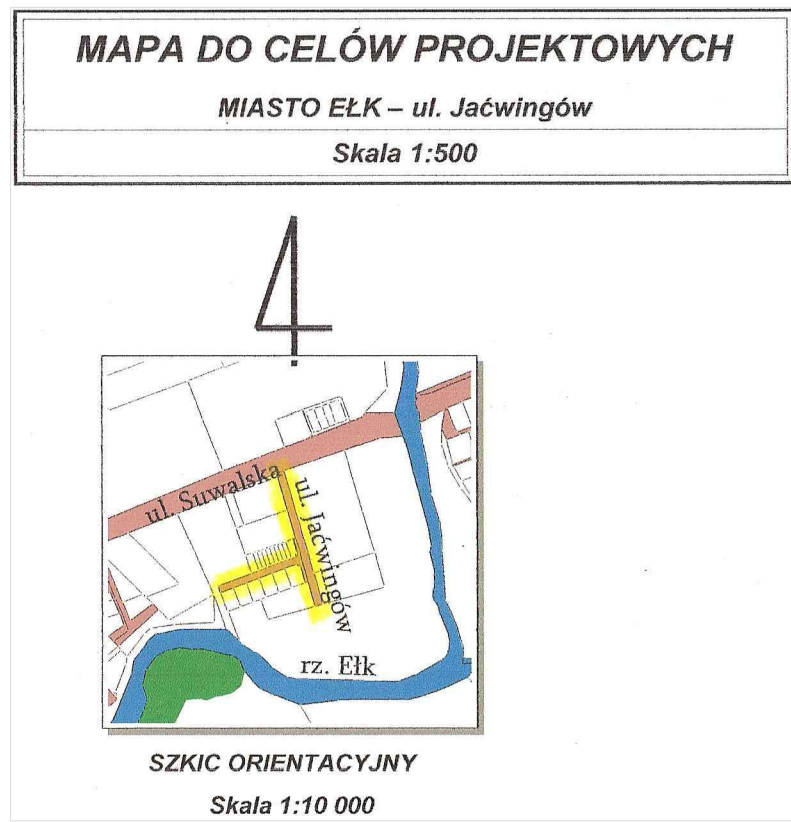 MAPA DO CELÓW PROJEKTOWYCH
MIASTO EŁK – ul. Jaćwingów
Skala 1:500
ul. Suwalska
ul. Jaćwingów
rz. Ełk
SZKIC ORIENTACYJNY
Skala 1:10 000